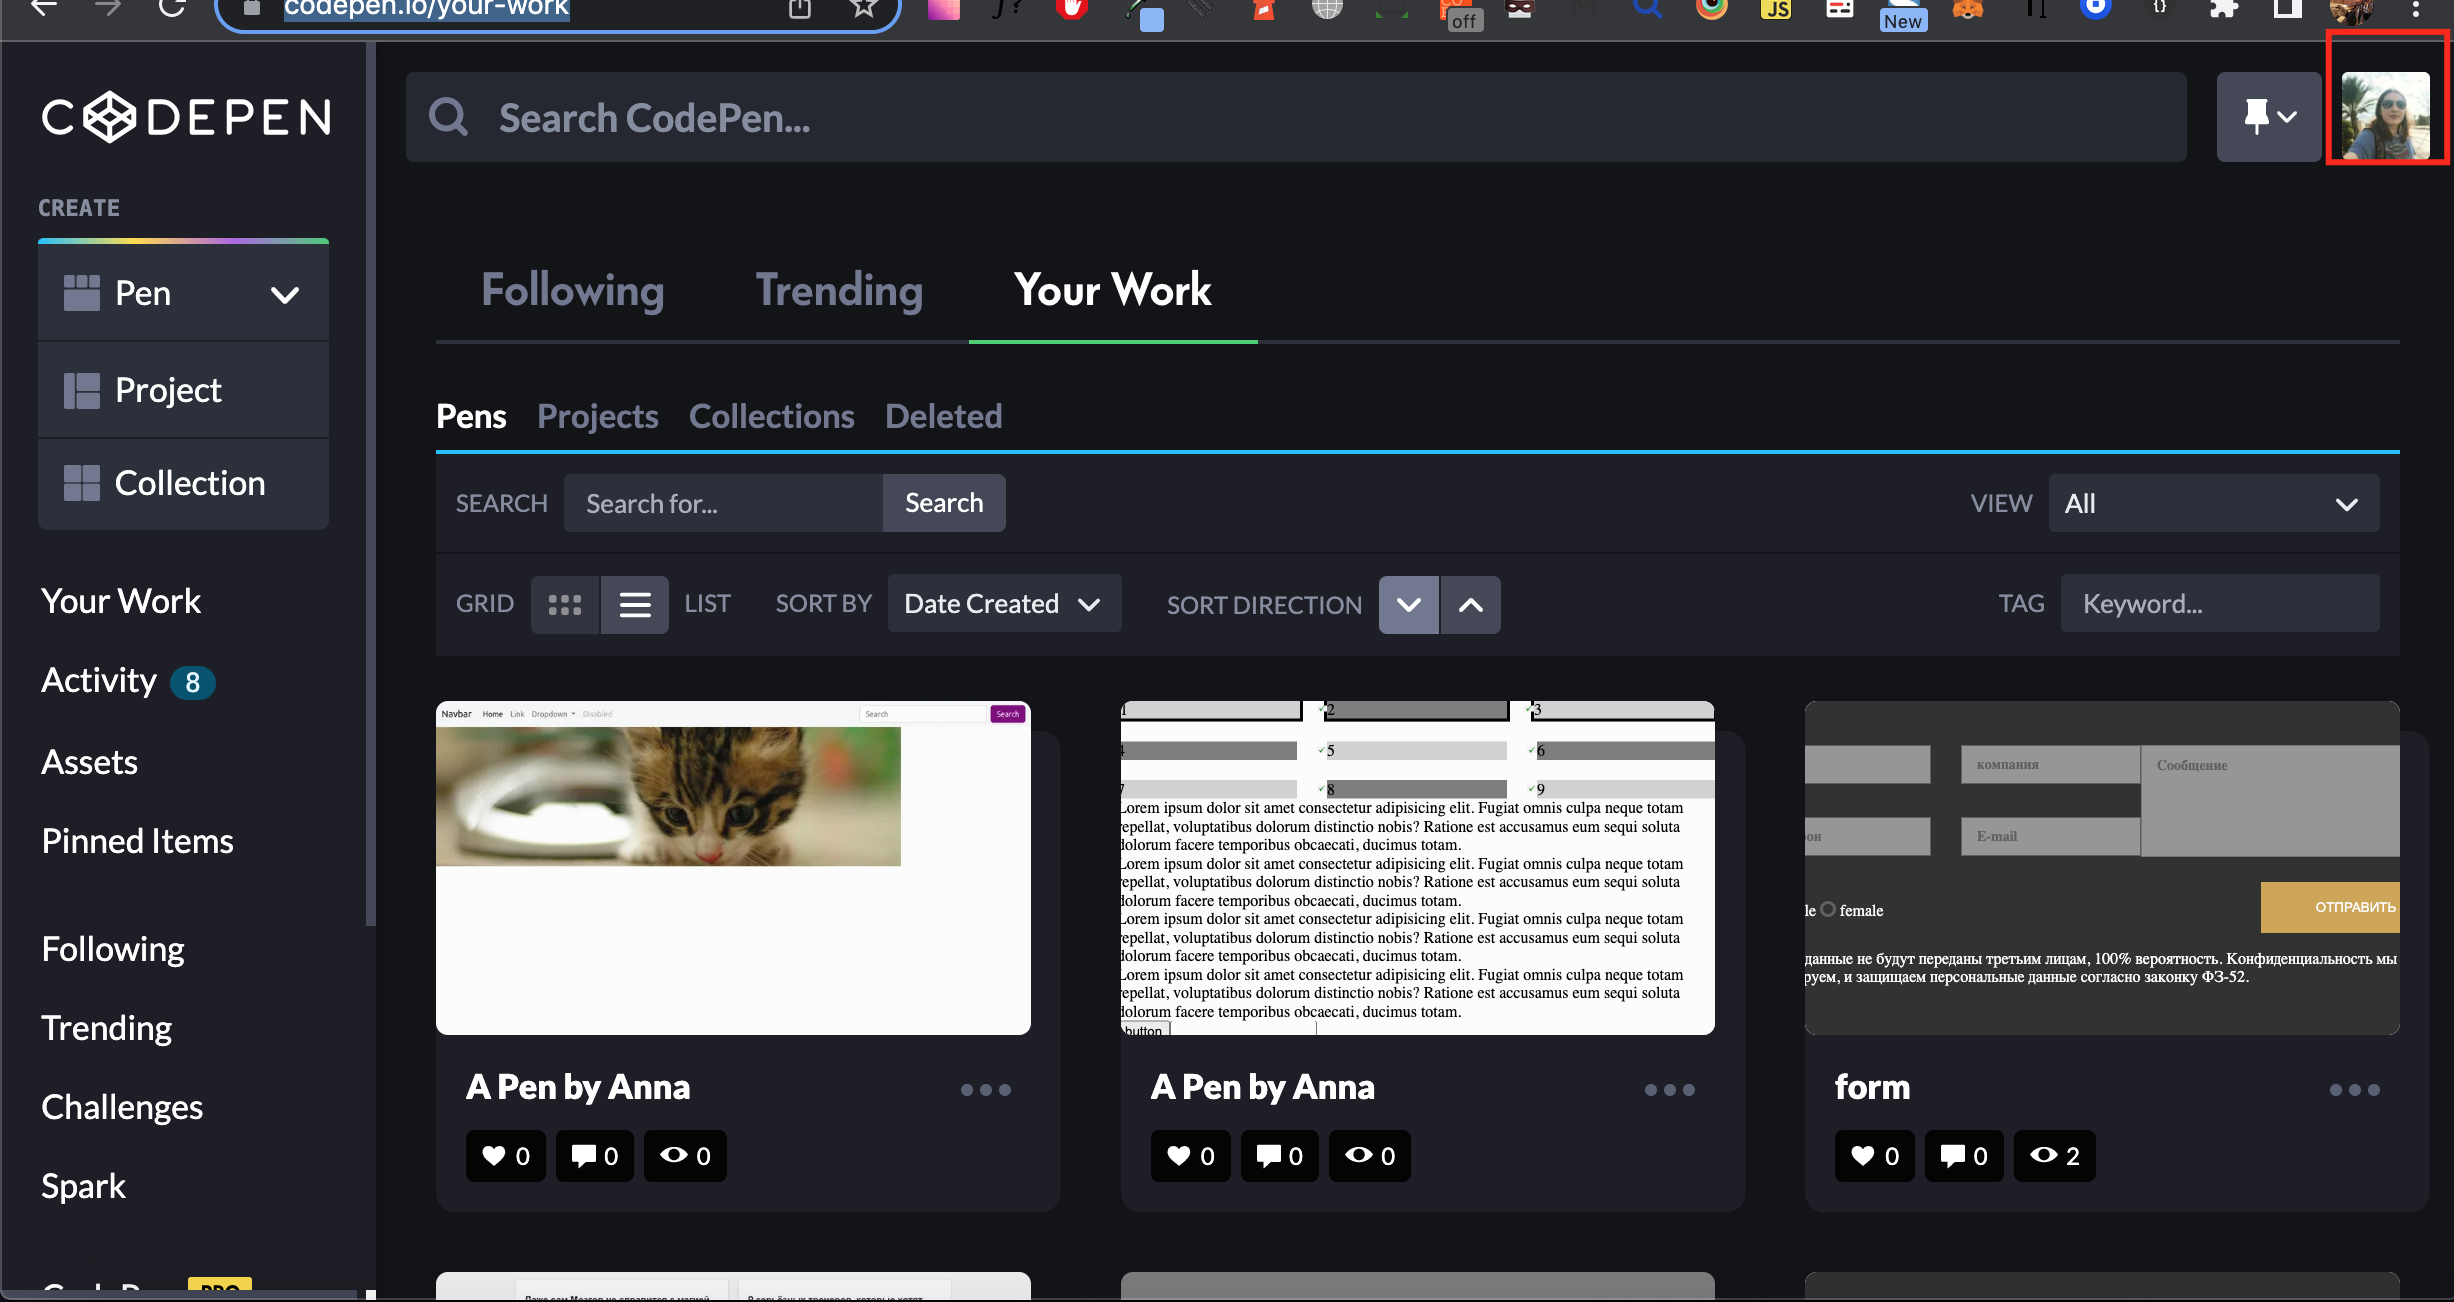 codepen.io/your-work
off
JS
New
CODEPEN
Search CodePen...
CREATE
Pen
Project
Collection
Your Work
Activity 8
Assets
Pinned Items
Following
Trending
Challenges
Spark
PRO
Following Trending Your Work
Pens Projects Collections Deleted
SEARCH Search for... Search VIEW All
GRID LIST SORT BY Date Created SORT DIRECTION TAG Keyword...
Navbar Home Link Dropdown Disabled Search Search
1 2 3
4 5 6
7 8 9
Lorem ipsum dolor sit amet consectetur adipisicing elit. Fugiat omnis culpa neque totam
repellat, voluptatibus dolorum distinctio nobis? Ratione est accusamus eum sequi soluta
dolorum facere temporibus obcaecati, ducimus totam.
Lorem ipsum dolor sit amet consectetur adipisicing elit. Fugiat omnis culpa neque totam
repellat, voluptatibus dolorum distinctio nobis? Ratione est accusamus eum sequi soluta
dolorum facere temporibus obcaecati, ducimus totam.
Lorem ipsum dolor sit amet consectetur adipisicing elit. Fugiat omnis culpa neque totam
repellat, voluptatibus dolorum distinctio nobis? Ratione est accusamus eum sequi soluta
dolorum facere temporibus obcaecati, ducimus totam.
Lorem ipsum dolor sit amet consectetur adipisicing elit. Fugiat omnis culpa neque totam
repellat, voluptatibus dolorum distinctio nobis? Ratione est accusamus eum sequi soluta
dolorum facere temporibus obcaecati, ducimus totam.
button
компания Сообщение
он E-mail
le female ОТПРАВИТЬ
данные не будут переданы третьим лицам, 100% вероятность. Конфиденциальность мы
руем, и защищаем персональные данные согласно законку ФЗ-52.
A Pen by Anna
0 0 0
A Pen by Anna
0 0 0
form
0 0 2